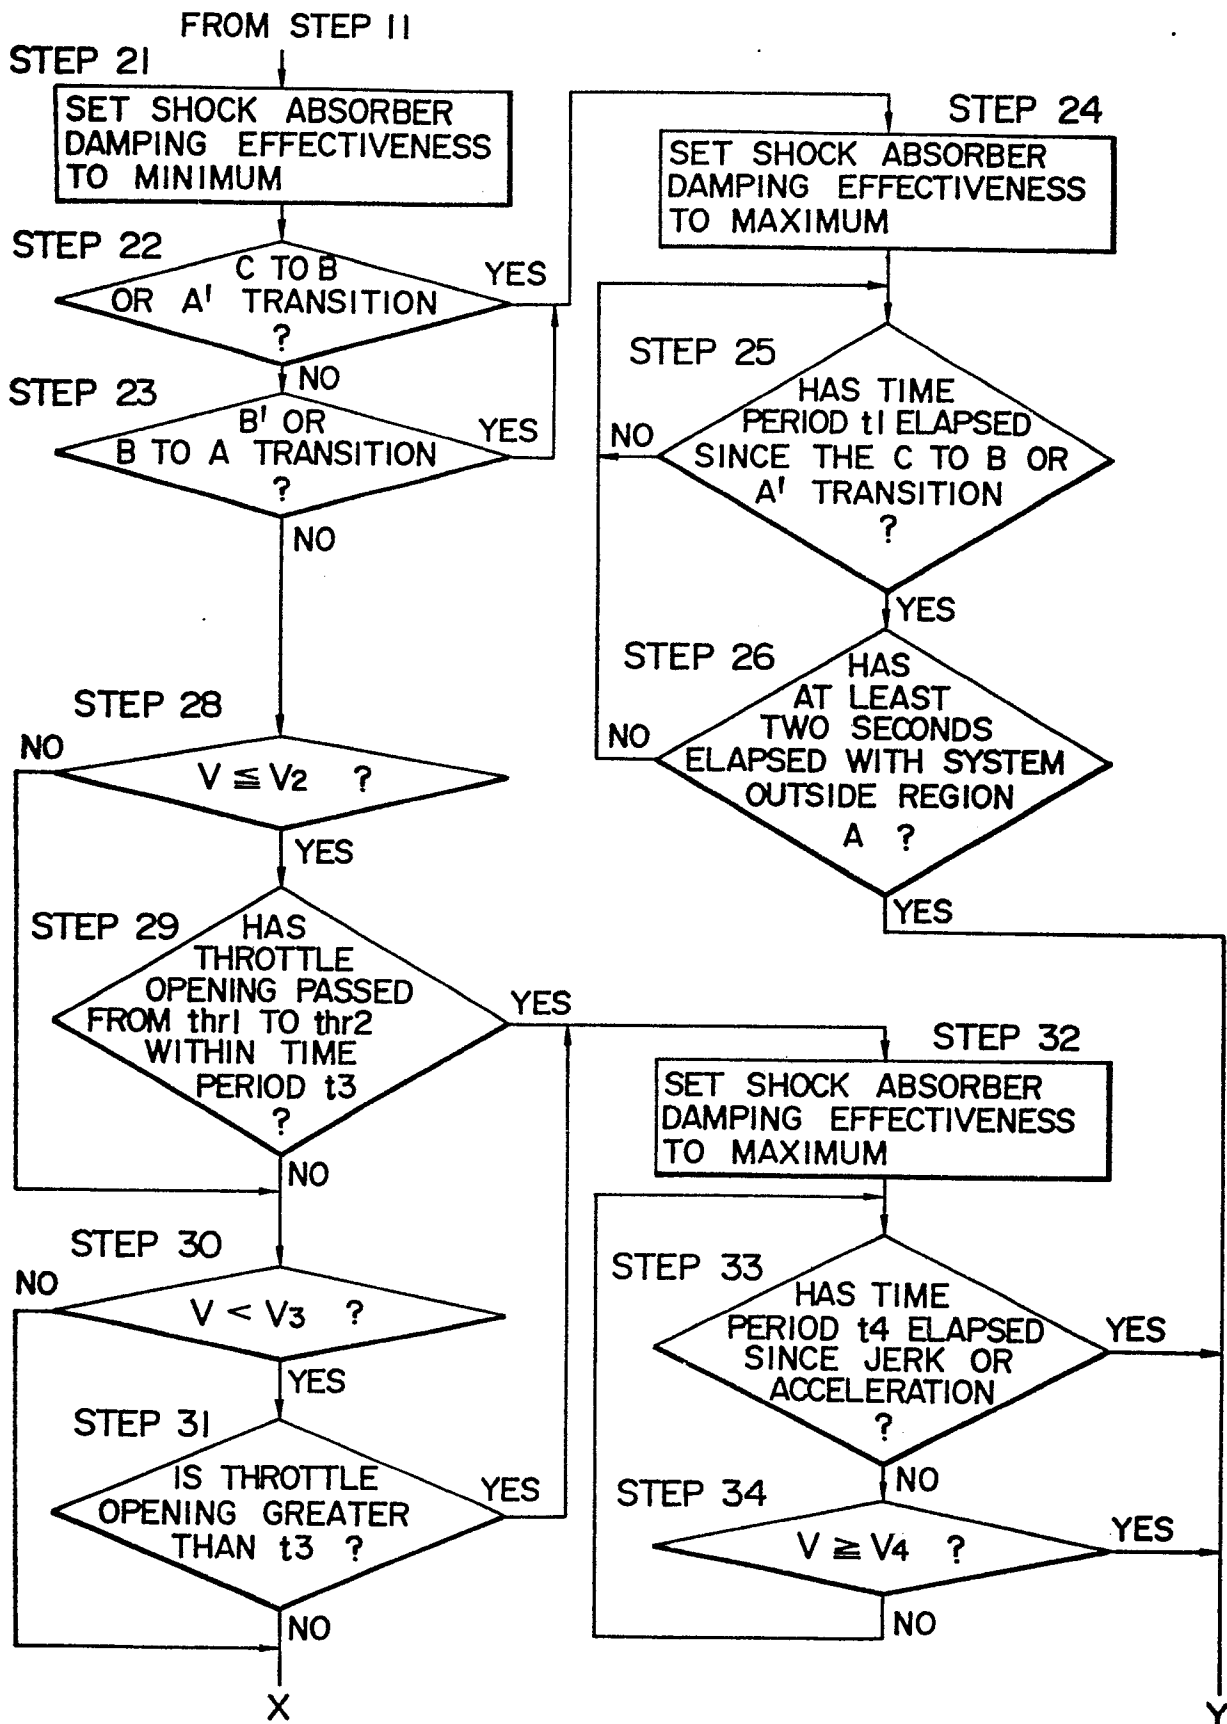 FROM STEP 11
STEP 21
SET SHOCK ABSORBER
DAMPING EFFECTIVENESS
TO MINIMUM
STEP 22
C TO B
OR A' TRANSITION
?
YES
NO
STEP 23
B' OR
B TO A TRANSITION
?
YES
NO
STEP 24
SET SHOCK ABSORBER
DAMPING EFFECTIVENESS
TO MAXIMUM
STEP 25
HAS TIME
PERIOD t1 ELAPSED
SINCE THE C TO B OR
A' TRANSITION
?
NO
YES
STEP 26
HAS
AT LEAST
TWO SECONDS
ELAPSED WITH SYSTEM
OUTSIDE REGION
A ?
NO
YES
STEP 28
NO
V ≦ V2 ?
YES
STEP 29
HAS
THROTTLE
OPENING PASSED
FROM thr1 TO thr2
WITHIN TIME
PERIOD t3
?
YES
NO
STEP 30
NO
V < V3 ?
YES
STEP 31
IS THROTTLE
OPENING GREATER
THAN t3 ?
YES
NO
X
STEP 32
SET SHOCK ABSORBER
DAMPING EFFECTIVENESS
TO MAXIMUM
STEP 33
HAS TIME
PERIOD t4 ELAPSED
SINCE JERK OR
ACCELERATION
?
YES
NO
STEP 34
V ≧ V4 ?
YES
NO
Y